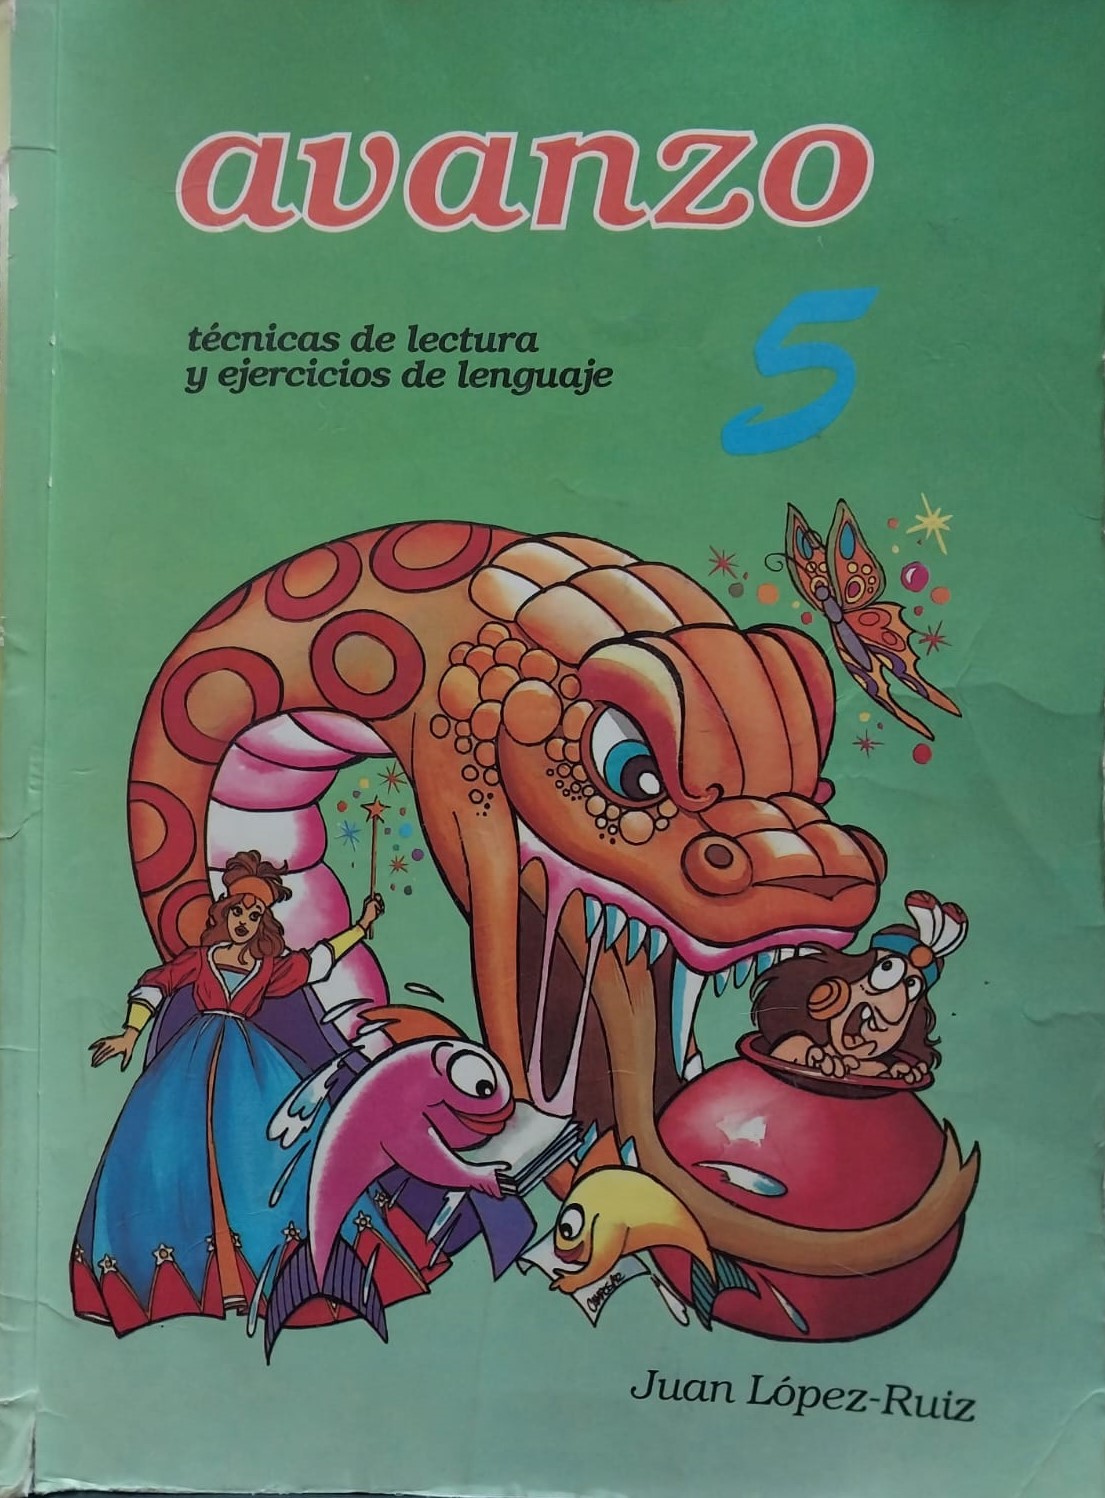 avanzo
5
técnicas de lectura
y ejercicios de lenguaje
Juan López-Ruiz